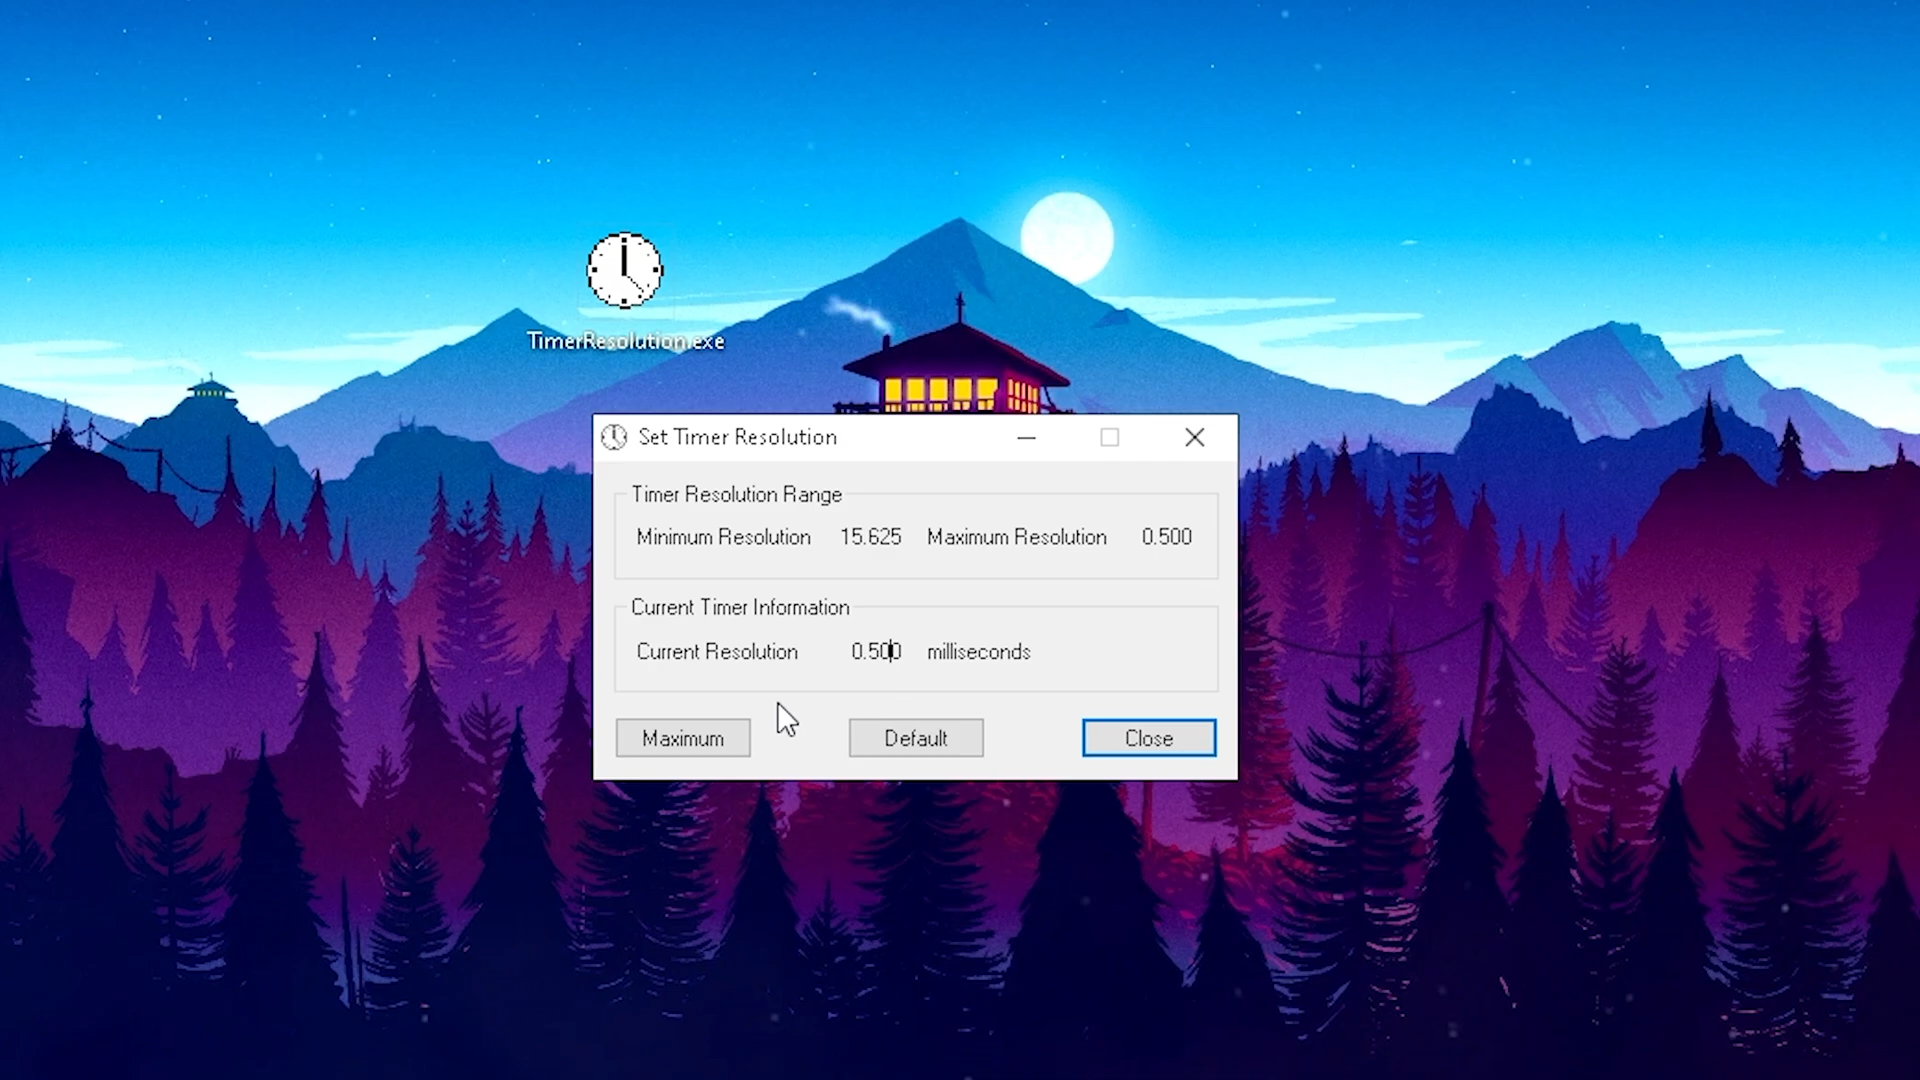 TimerResolution.exe
Set Timer Resolution
Timer Resolution Range
Minimum Resolution 15.625 Maximum Resolution 0.500
Current Timer Information
Current Resolution 0.500 milliseconds
Maximum Default Close